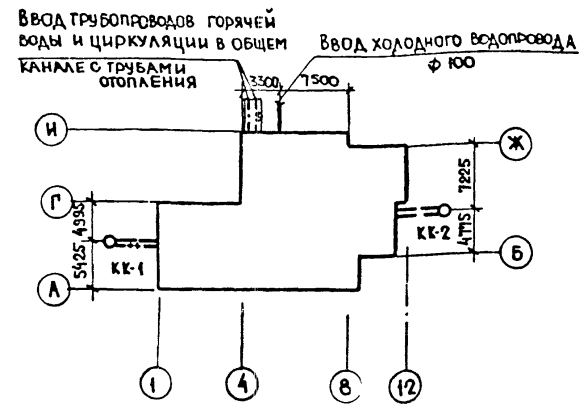 ВВОД ТРУБОПРОВОДОВ ГОРЯЧЕЙ
ВОДЫ И ЦИРКУЛЯЦИИ В ОБЩЕМ
КАНАЛЕ С ТРУБАМИ
ОТОПЛЕНИЯ
ВВОД ХОЛОДНОГО ВОДОПРОВОДА
ф 100
3300
7500
И
Ж
Г
7225
4995
КК-1
КК-2
4775
5425
Б
А
1
4
8
12